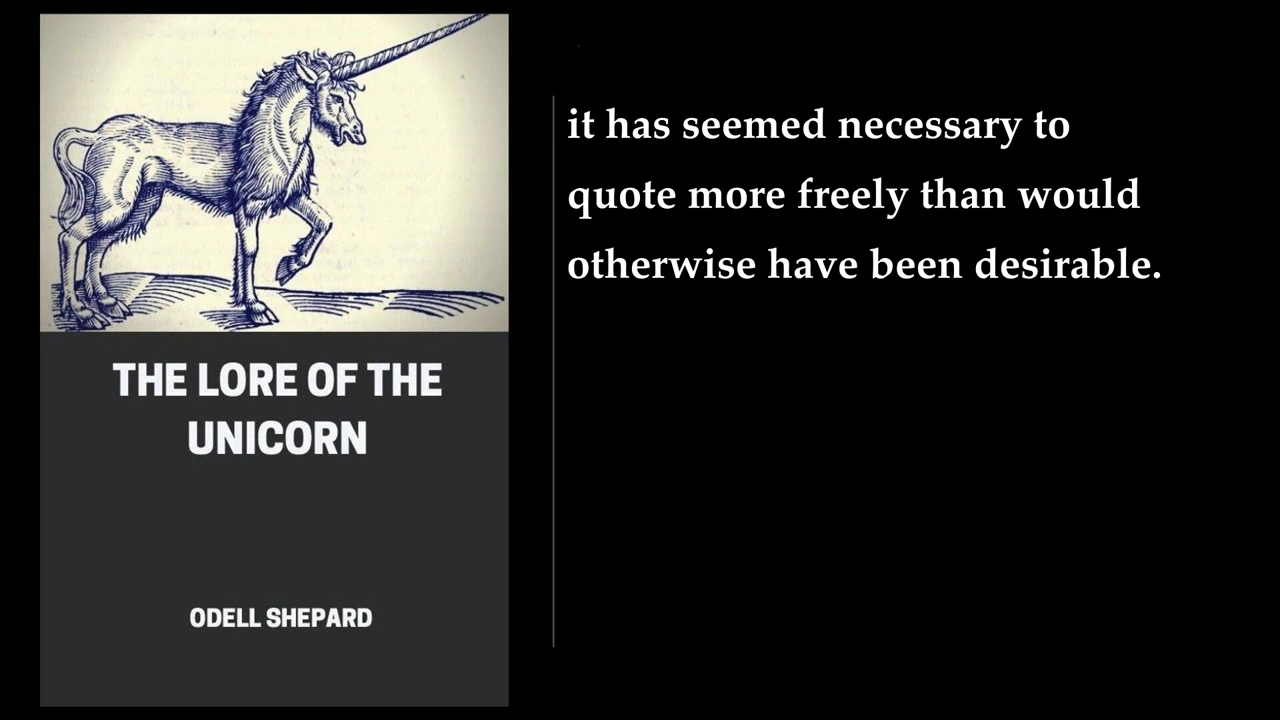 THE LORE OF THE
UNICORN
ODELL SHEPARD
it has seemed necessary to
quote more freely than would
otherwise have been desirable.